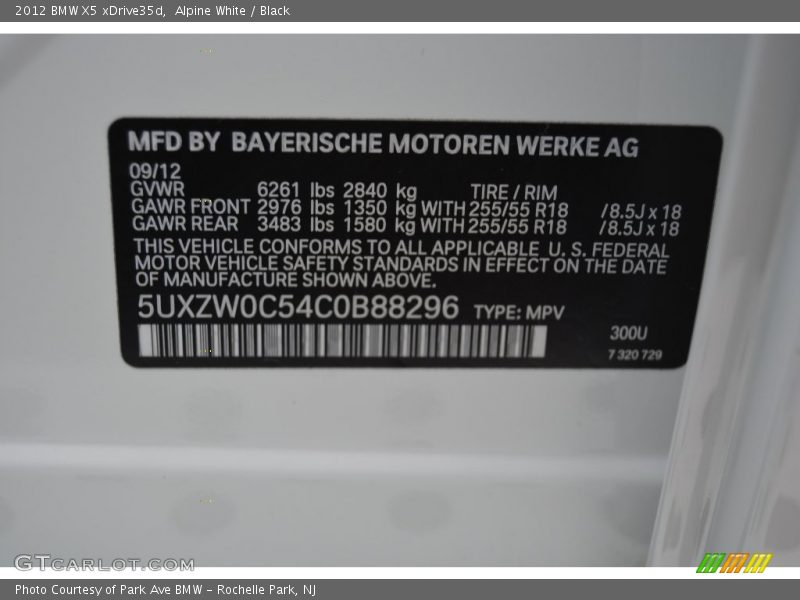 2012 BMW X5 xDrive35d,  Alpine White / Black
MFD BY BAYERISCHE MOTOREN WERKE AG
09/12
GVWR 6261 lbs 2840 kg TIRE / RIM
GAWR FRONT 2976 lbs 1350 kg WITH 255/55 R18 /8.5J x 18
GAWR REAR 3483 lbs 1580 kg WITH 255/55 R18 /8.5J x 18
THIS VEHICLE CONFORMS TO ALL APPLICABLE U. S. FEDERAL
MOTOR VEHICLE SAFETY STANDARDS IN EFFECT ON THE DATE
OF MANUFACTURE SHOWN ABOVE.
5UXZW0C54C0B88296 TYPE: MPV
300U
7 320 729
GTCARLOT.COM
Photo Courtesy of Park Ave BMW - Rochelle Park, NJ